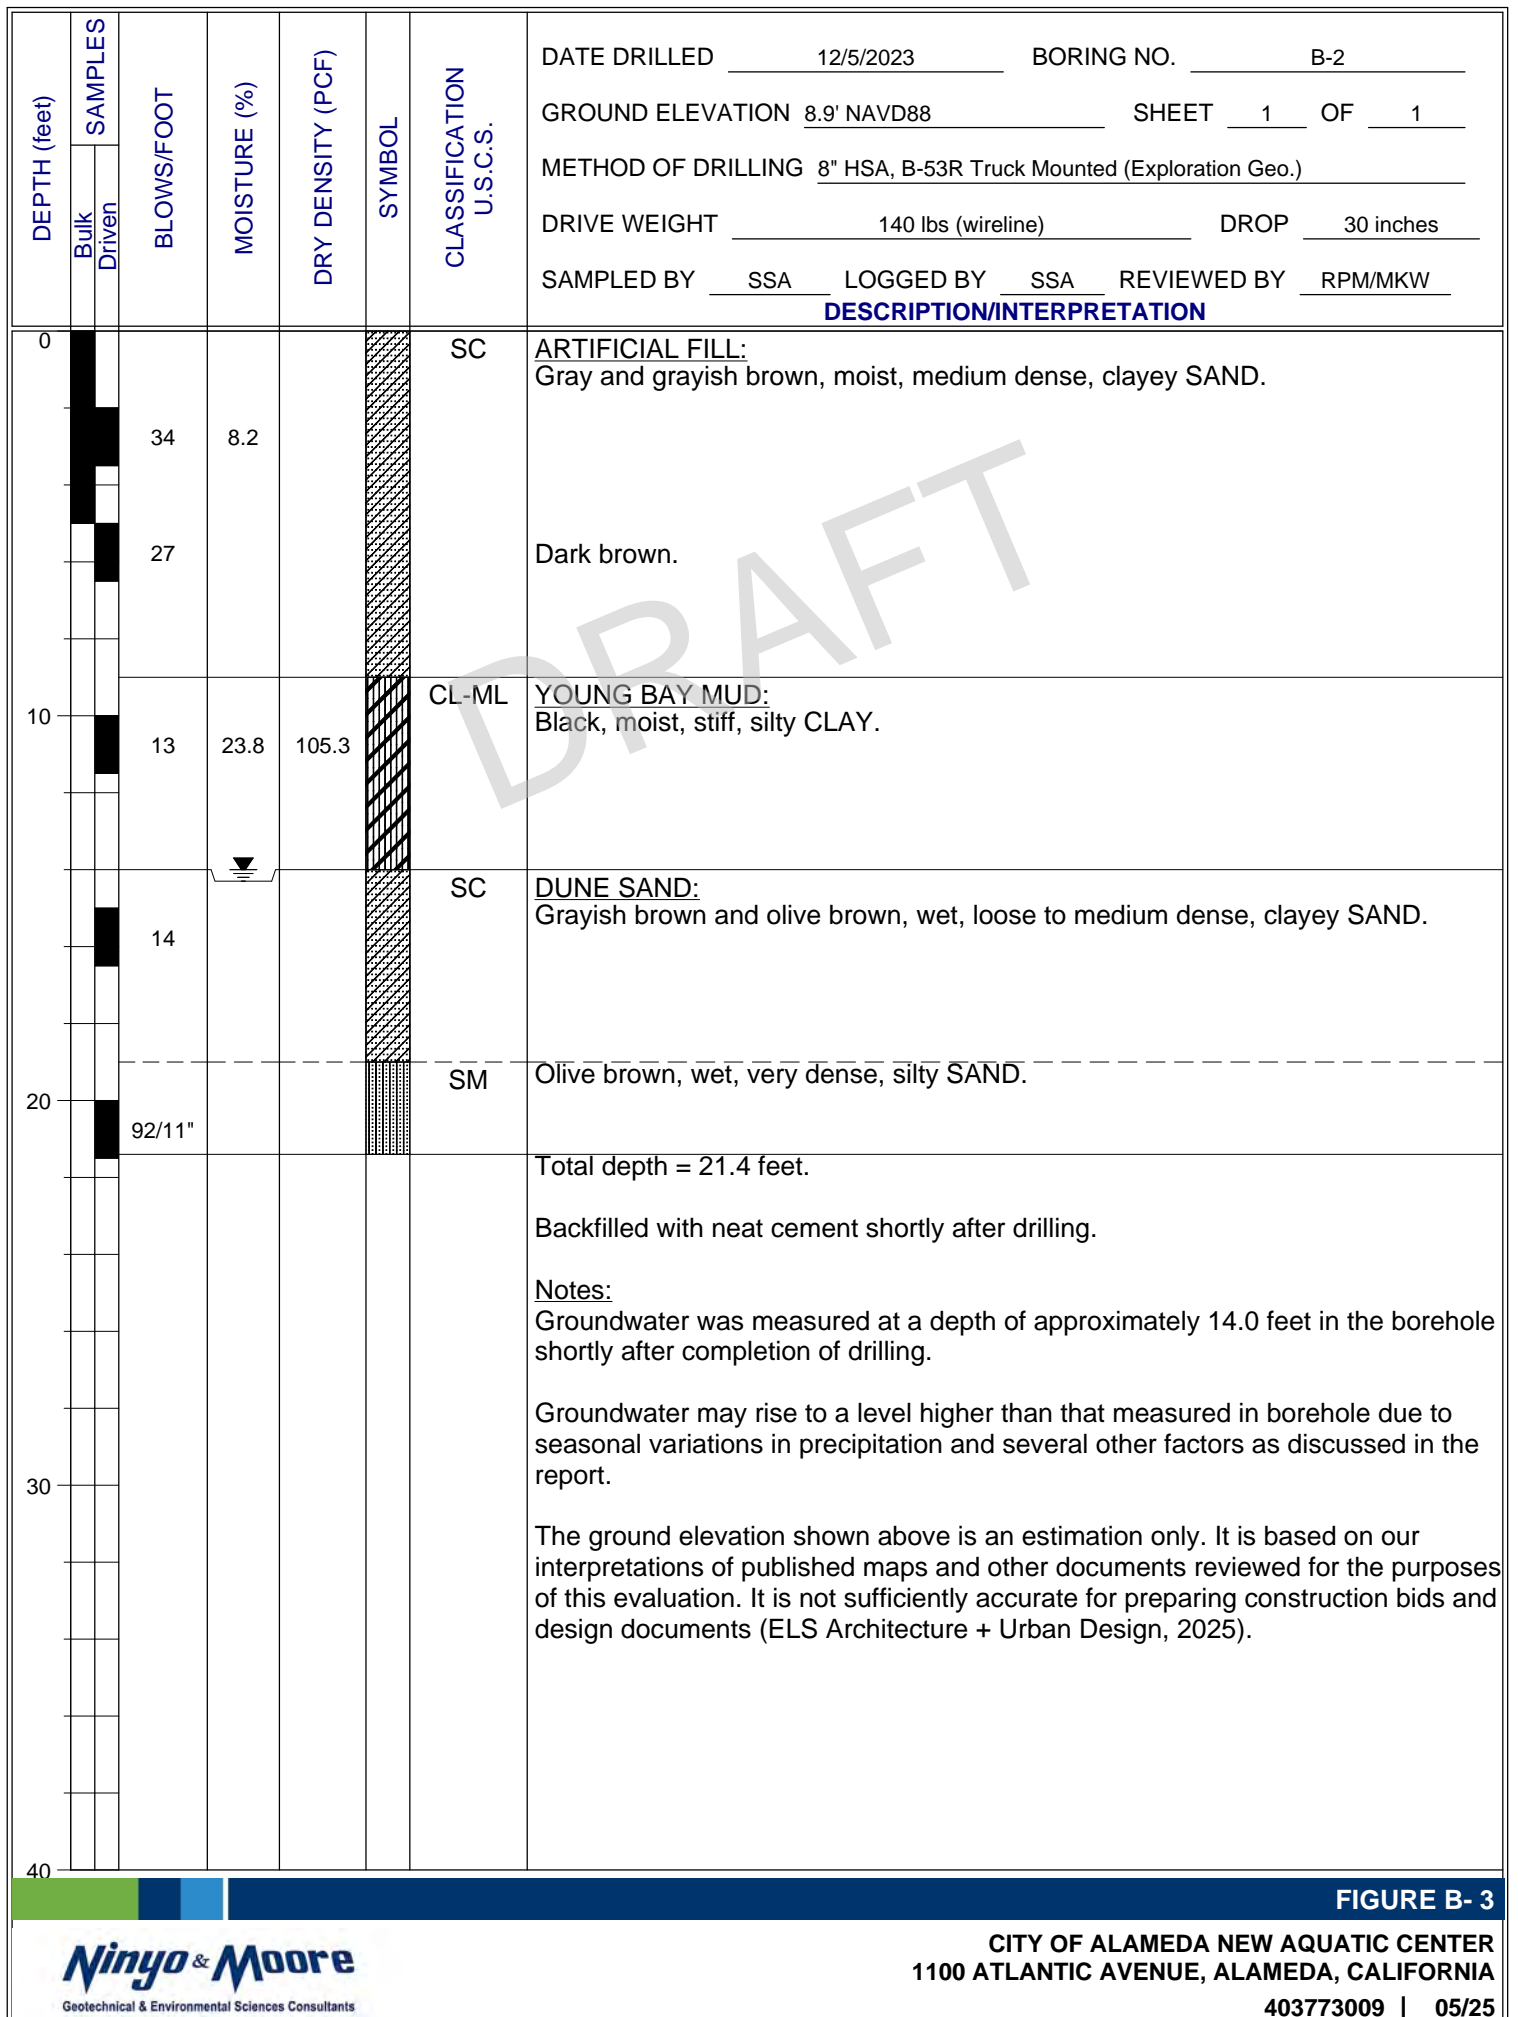 DEPTH (feet)
SAMPLES
Bulk
Driven
BLOWS/FOOT
MOISTURE (%)
DRY DENSITY (PCF)
SYMBOL
CLASSIFICATION
U.S.C.S.
DATE DRILLED 12/5/2023 BORING NO. B-2
GROUND ELEVATION 8.9' NAVD88 SHEET 1 OF 1
METHOD OF DRILLING 8" HSA, B-53R Truck Mounted (Exploration Geo.)
DRIVE WEIGHT 140 lbs (wireline) DROP 30 inches
SAMPLED BY SSA LOGGED BY SSA REVIEWED BY RPM/MKW
DESCRIPTION/INTERPRETATION
0 SC ARTIFICIAL FILL:
Gray and grayish brown, moist, medium dense, clayey SAND.
34 8.2
27 Dark brown.
DRAFT
CL-ML YOUNG BAY MUD:
10 Black, moist, stiff, silty CLAY.
13 23.8 105.3
SC DUNE SAND:
Grayish brown and olive brown, wet, loose to medium dense, clayey SAND.
14
SM Olive brown, wet, very dense, silty SAND.
20
92/11"
Total depth = 21.4 feet.
Backfilled with neat cement shortly after drilling.
Notes:
Groundwater was measured at a depth of approximately 14.0 feet in the borehole
shortly after completion of drilling.
Groundwater may rise to a level higher than that measured in borehole due to
seasonal variations in precipitation and several other factors as discussed in the
report.
30
The ground elevation shown above is an estimation only. It is based on our
interpretations of published maps and other documents reviewed for the purposes
of this evaluation. It is not sufficiently accurate for preparing construction bids and
design documents (ELS Architecture + Urban Design, 2025).
40
FIGURE B- 3
Ninyo & Moore
Geotechnical & Environmental Sciences Consultants
CITY OF ALAMEDA NEW AQUATIC CENTER
1100 ATLANTIC AVENUE, ALAMEDA, CALIFORNIA
403773009 | 05/25